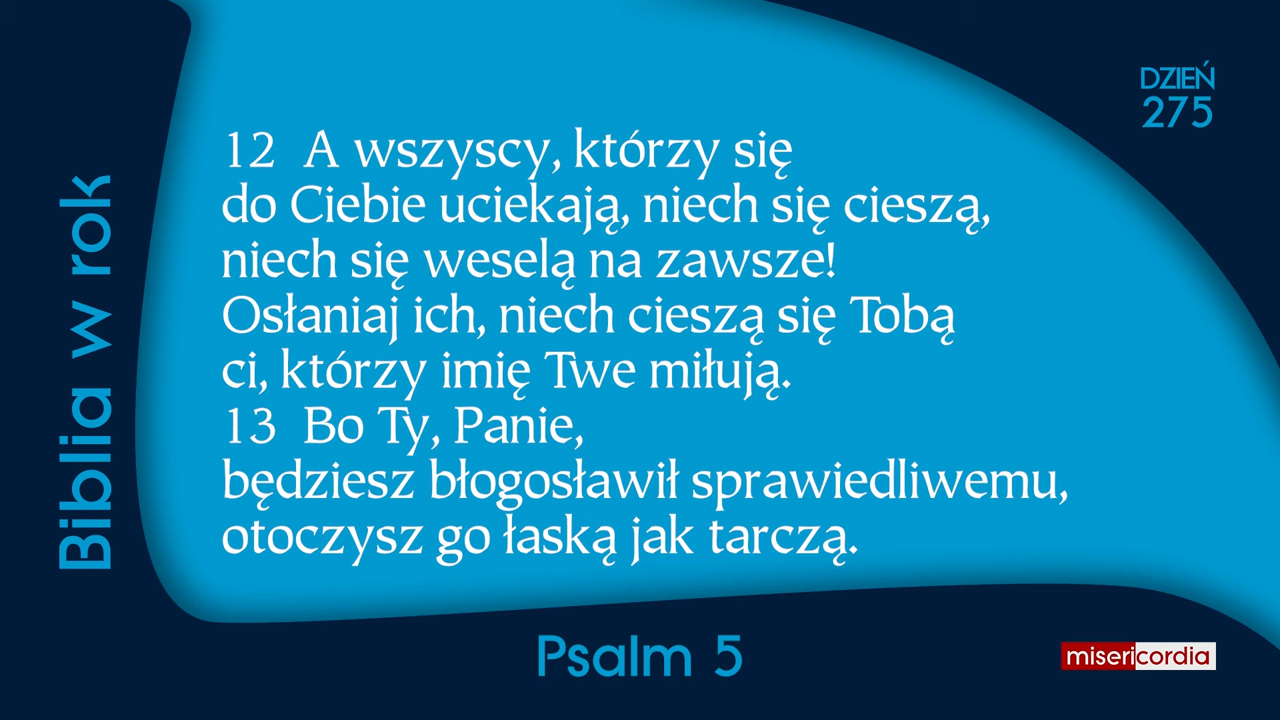 DZIEŃ
275
12 A wszyscy, którzy się
do Ciebie uciekają, niech się cieszą,
niech się weselą na zawsze!
Osłaniaj ich, niech cieszą się Tobą
ci, którzy imię Twe miłują.
13 Bo Ty, Panie,
będziesz błogosławił sprawiedliwemu,
otoczysz go łaską jak tarczą.
Biblia w rok
Psalm 5
misericordia